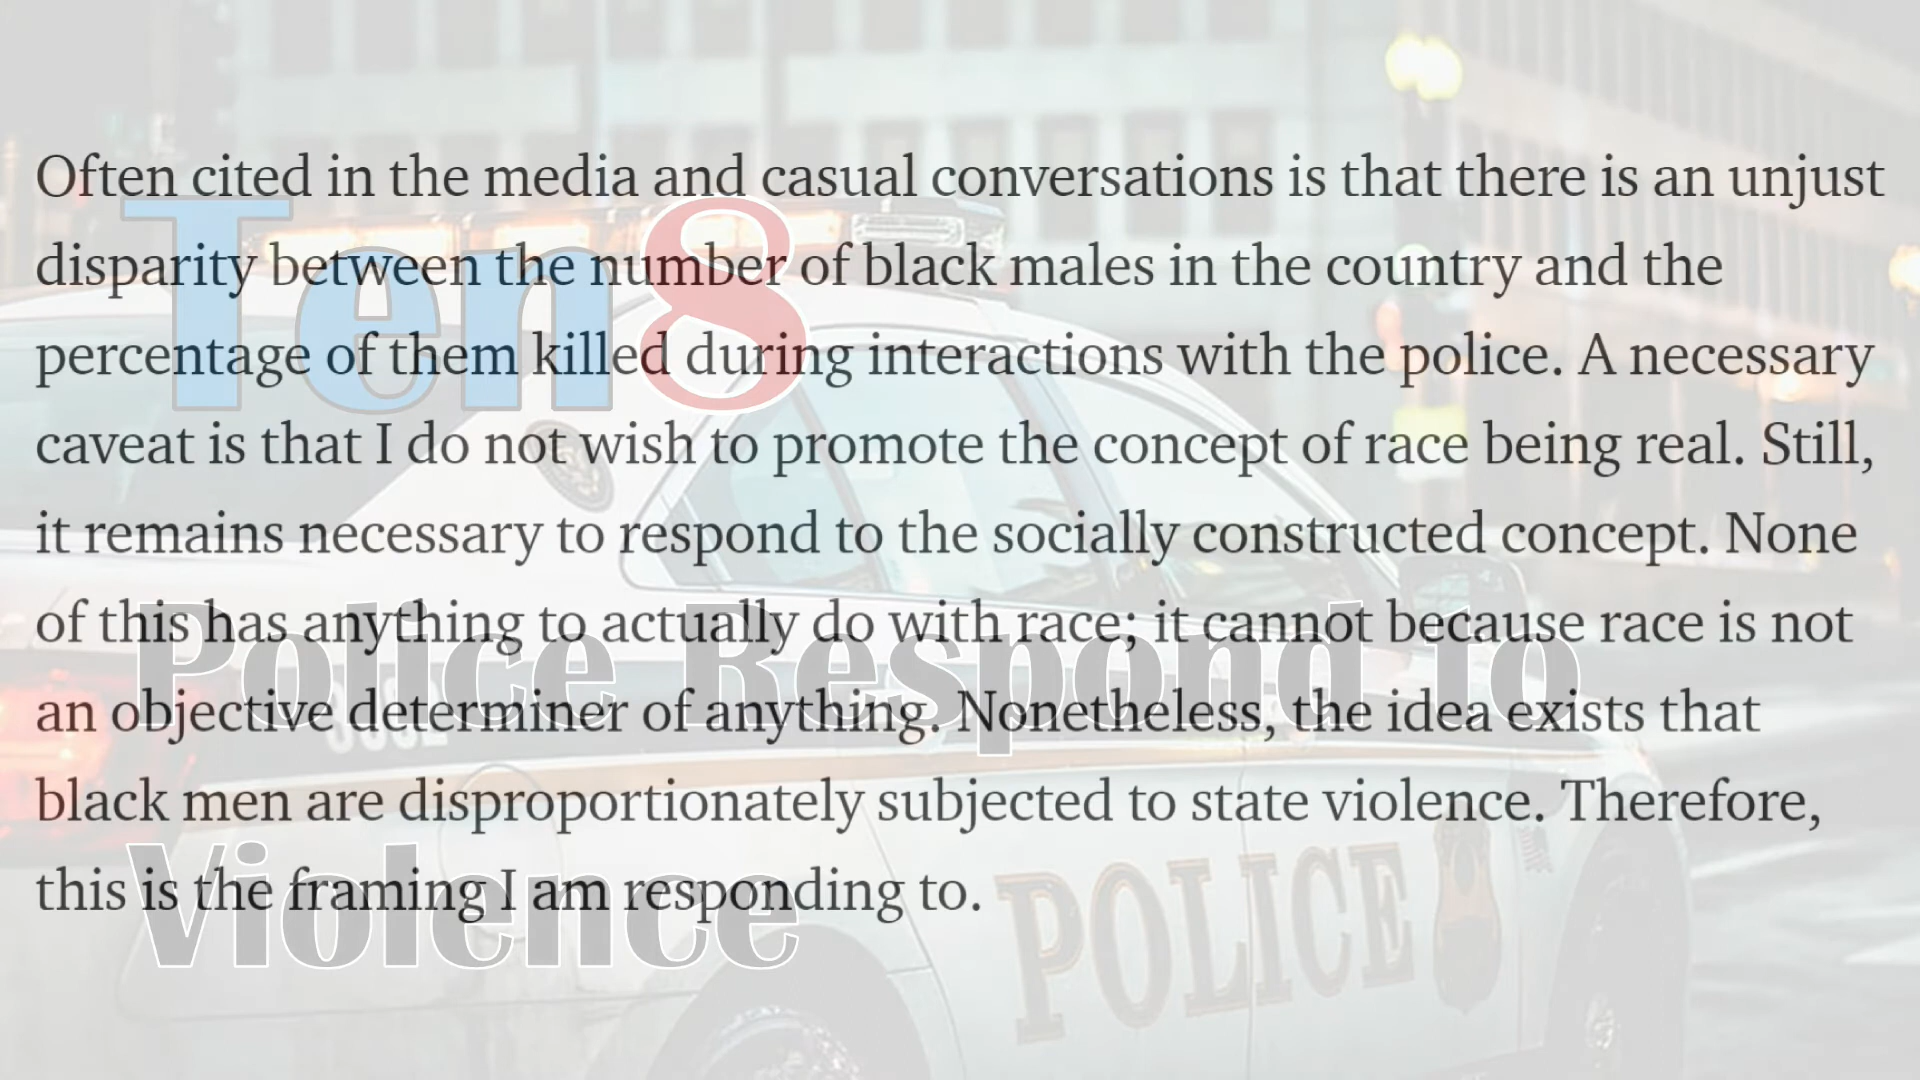 Often cited in the media and casual conversations is that there is an unjust
disparity between the number of black males in the country and the
percentage of them killed during interactions with the police. A necessary
caveat is that I do not wish to promote the concept of race being real. Still,
it remains necessary to respond to the socially constructed concept. None
of this has anything to actually do with race; it cannot because race is not
an objective determiner of anything. Nonetheless, the idea exists that
black men are disproportionately subjected to state violence. Therefore,
this is the framing I am responding to.
Ten8
Police Respond to
Violence
POLICE